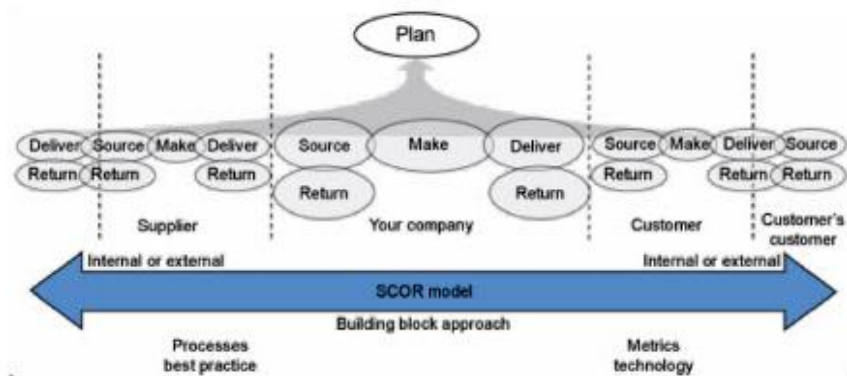 Plan
Deliver Source Make Deliver Source Make Deliver Source Make Deliver Source
Return Return Return Return Return Return Return Return
Supplier Your company Customer Customer's
customer
Internal or external Internal or external
SCOR model
Building block approach
Processes Metrics
best practice technology